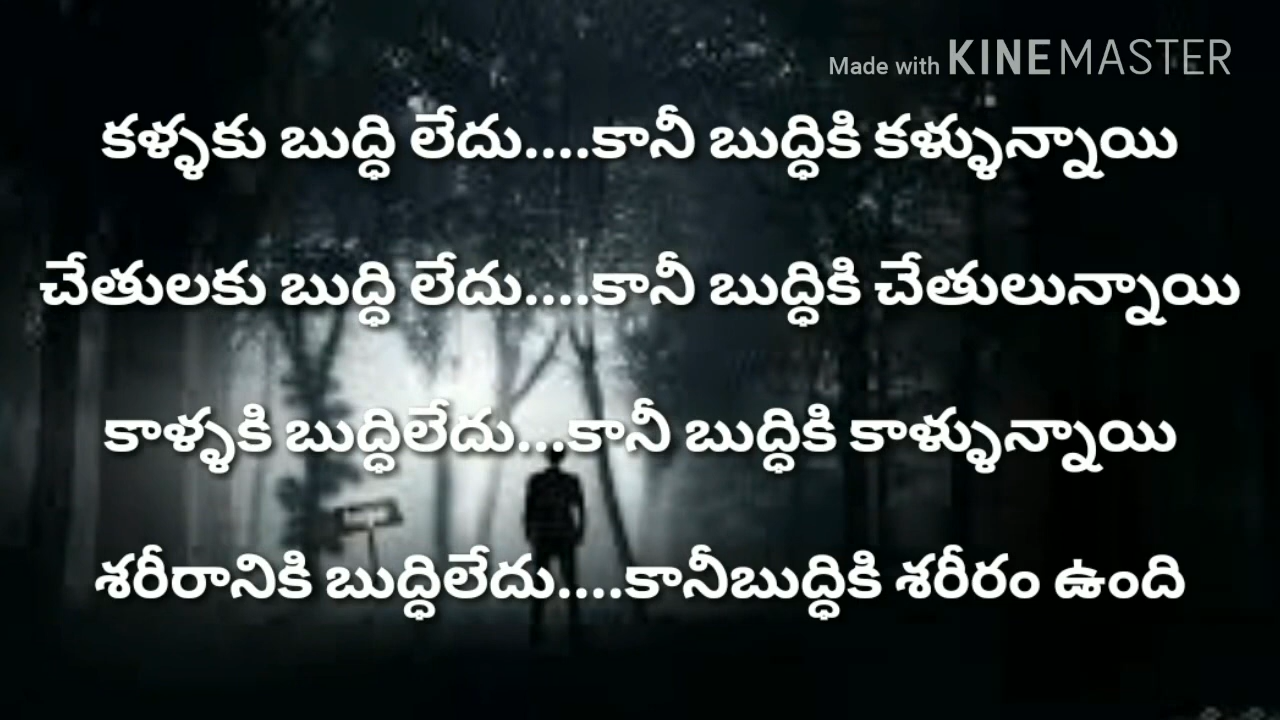 Made with KINEMASTER
కళ్ళకు బుద్ధి లేదు....కానీ బుద్ధికి కళ్ళున్నాయి
చేతులకు బుద్ధి లేదు....కానీ బుద్ధికి చేతులున్నాయి
కాళ్ళకి బుద్ధిలేదు...కానీ బుద్ధికి కాళ్ళున్నాయి
శరీరానికి బుద్ధిలేదు....కానీబుద్ధికి శరీరం ఉంది